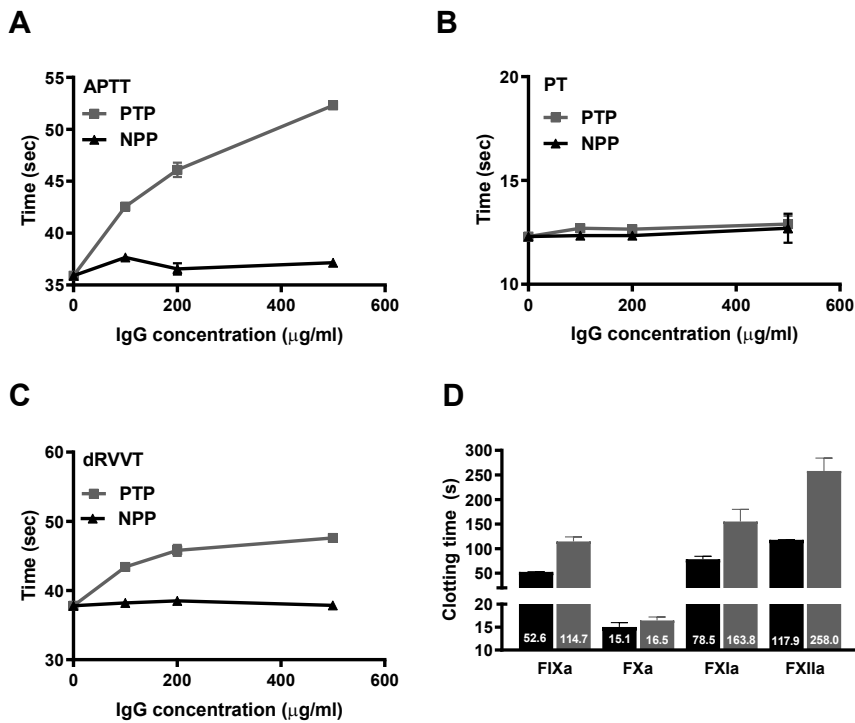 A
APTT
PTP
NPP
55
50
45
40
35
0
200
400
600
Time (sec)
IgG concentration (μg/ml)
B
PT
PTP
NPP
20
15
10
0
200
400
600
Time (sec)
IgG concentration (μg/ml)
C
dRVVT
PTP
NPP
60
50
40
30
0
200
400
600
Time (sec)
IgG concentration (μg/ml)
D
300
250
200
150
100
50
20
15
10
Clotting time (s)
52.6 114.7 15.1 16.5 78.5 163.8 117.9 258.0
FIXa FXa FXIa FXIIa